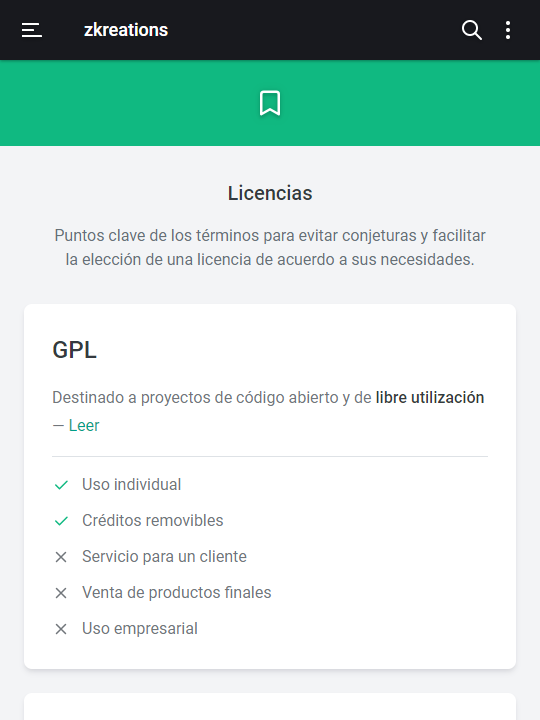 zkreations
Licencias
Puntos clave de los términos para evitar conjeturas y facilitar
la elección de una licencia de acuerdo a sus necesidades.
GPL
Destinado a proyectos de código abierto y de libre utilización
— Leer
Uso individual
Créditos removibles
Servicio para un cliente
Venta de productos finales
Uso empresarial